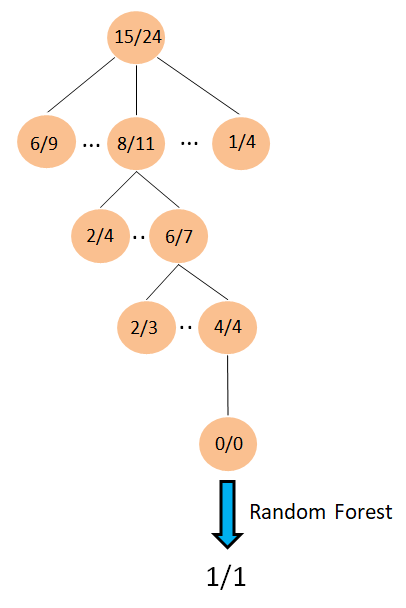 15/24
6/9 ... 8/11 ... 1/4
2/4 .. 6/7
2/3 .. 4/4
0/0
Random Forest
1/1